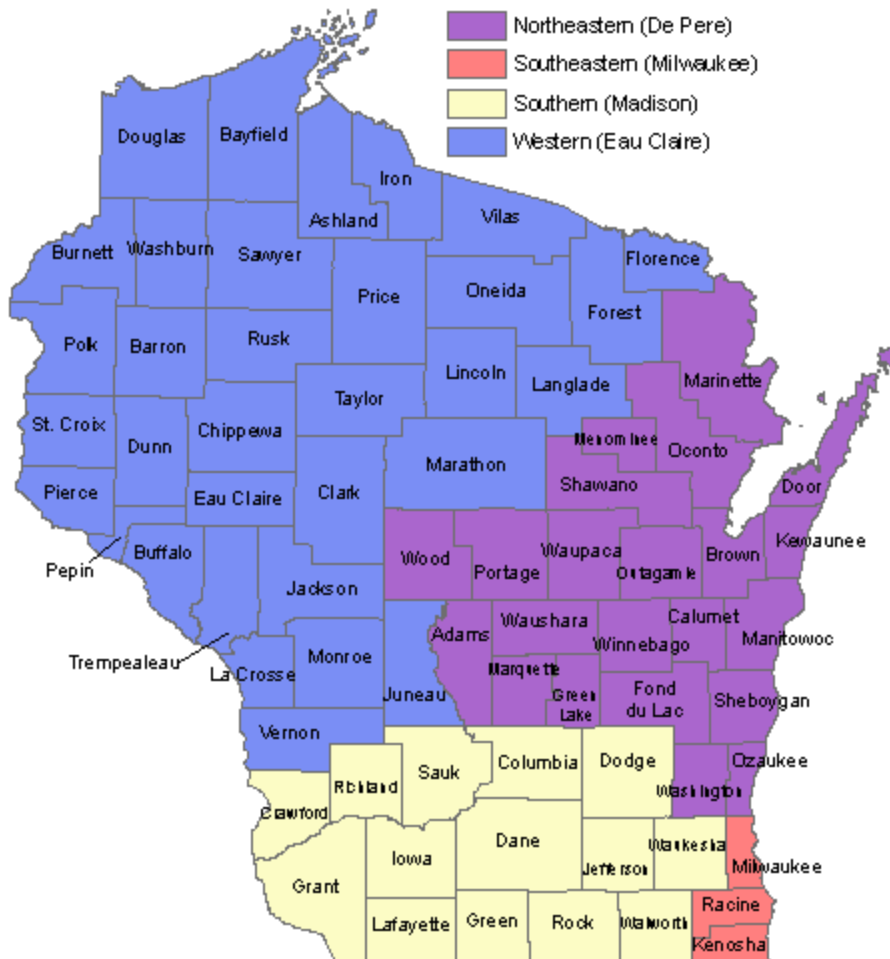 Northeastern (De Pere)
Southeastern (Milwaukee)
Southern (Madison)
Western (Eau Claire)
Douglas
Bayfield
Iron
Ashland
Vilas
Burnett
Washburn
Sawyer
Florence
Price
Oneida
Forest
Polk
Barron
Rusk
Lincoln
Langlade
Marinette
Taylor
St. Croix
Chippewa
Dunn
Menominee
Oconto
Marathon
Pierce
Eau Claire
Clark
Shawano
Door
Pepin
Buffalo
Wood
Portage
Waupaca
Outagamie
Brown
Kewaunee
Jackson
Trempealeau
La Crosse
Monroe
Juneau
Adams
Waushara
Winnebago
Calumet
Manitowoc
Marquette
Green
Lake
Fond
du Lac
Sheboygan
Vernon
Crawford
Richland
Sauk
Columbia
Dodge
Washington
Ozaukee
Grant
Iowa
Dane
Jefferson
Waukesha
Milwaukee
Lafayette
Green
Rock
Walworth
Racine
Kenosha